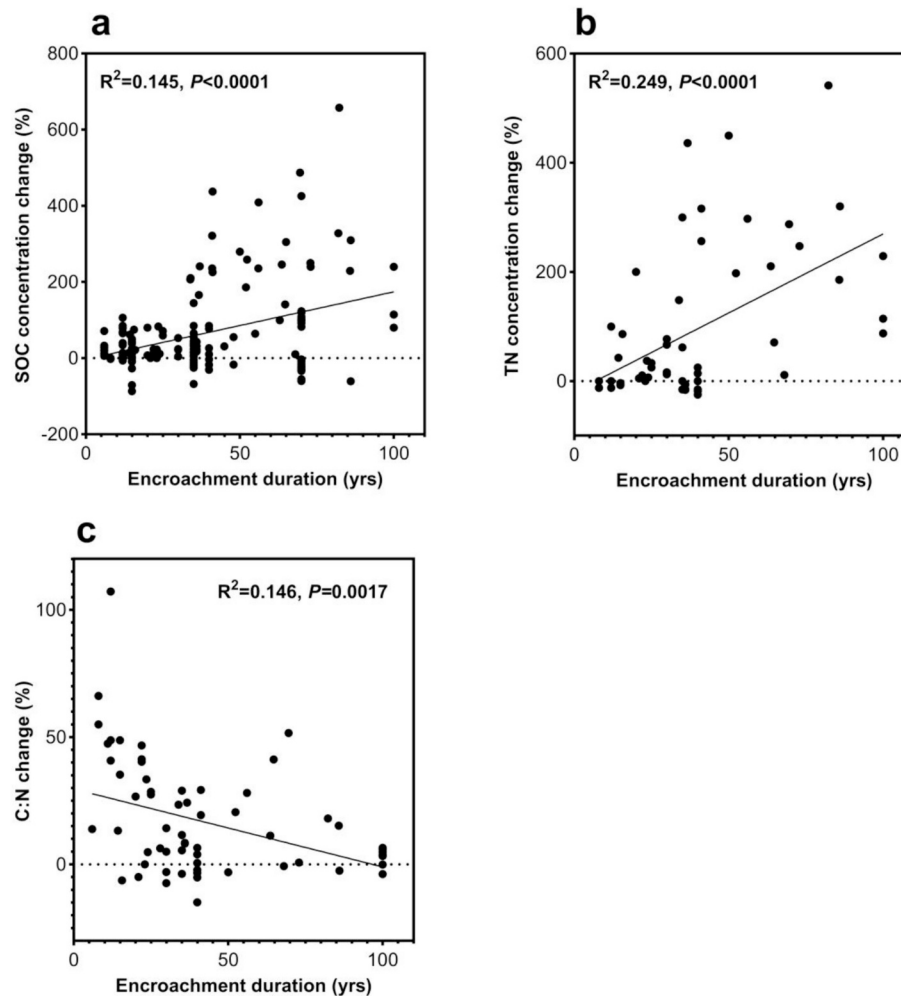 a
R²=0.145, P<0.0001
SOC concentration change (%)
800
600
400
200
0
-200
0
50
100
Encroachment duration (yrs)
b
R²=0.249, P<0.0001
TN concentration change (%)
600
400
200
0
0
50
100
Encroachment duration (yrs)
c
R²=0.146, P=0.0017
C:N change (%)
100
50
0
0
50
100
Encroachment duration (yrs)